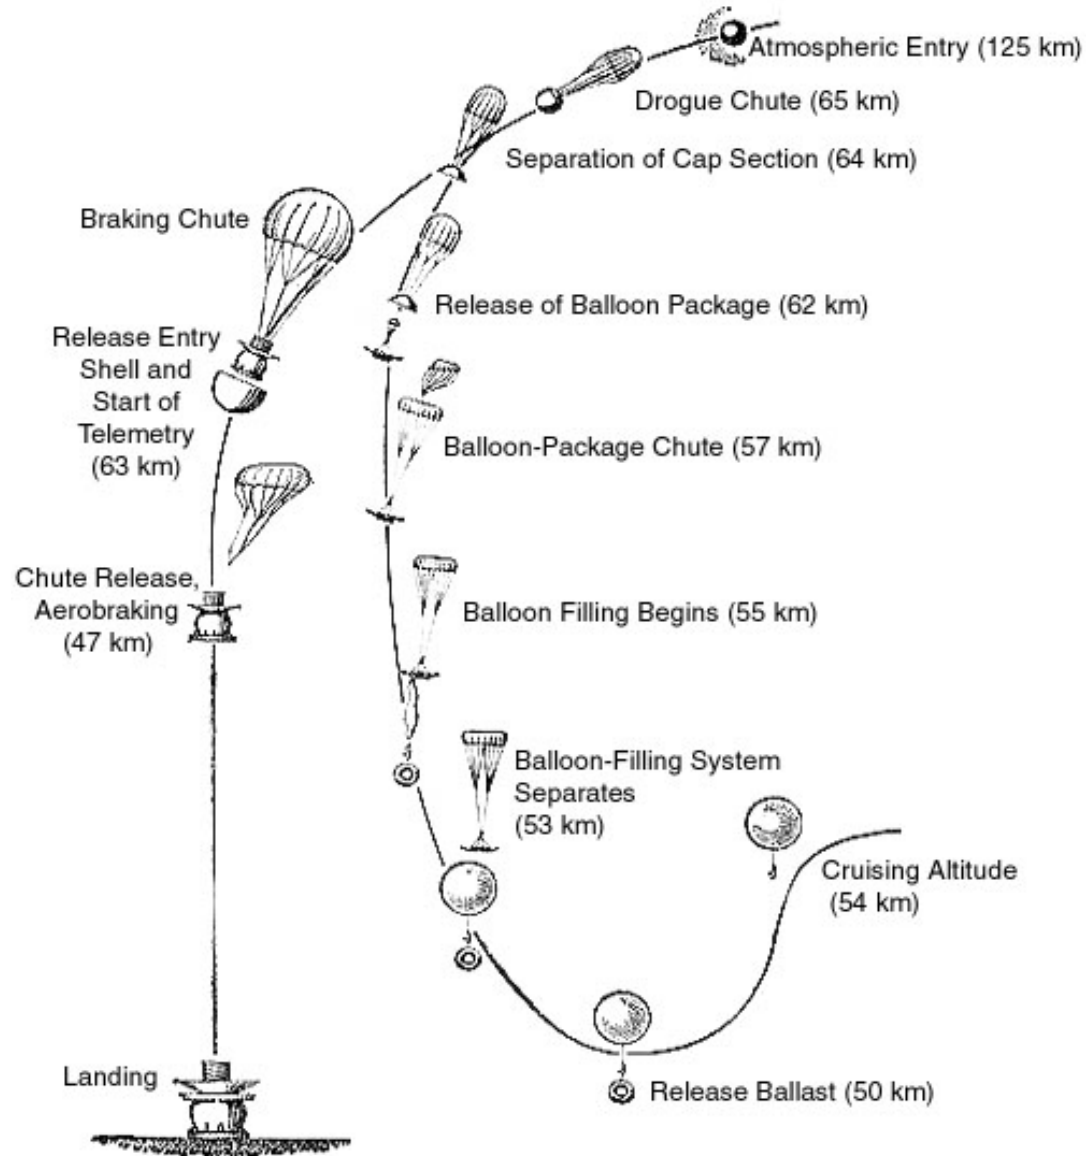 Atmospheric Entry (125 km)
Drogue Chute (65 km)
Separation of Cap Section (64 km)
Braking Chute
Release of Balloon Package (62 km)
Release Entry
Shell and
Start of
Telemetry
(63 km)
Balloon-Package Chute (57 km)
Chute Release,
Aerobraking
(47 km)
Balloon Filling Begins (55 km)
Balloon-Filling System
Separates
(53 km)
Cruising Altitude
(54 km)
Landing
Release Ballast (50 km)